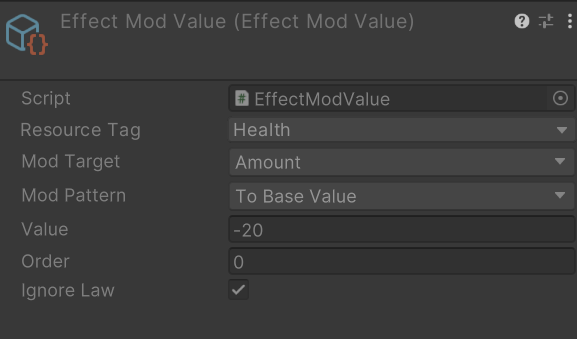 Effect Mod Value (Effect Mod Value)
Script # EffectModValue
Resource Tag Health
Mod Target Amount
Mod Pattern To Base Value
Value -20
Order 0
Ignore Law